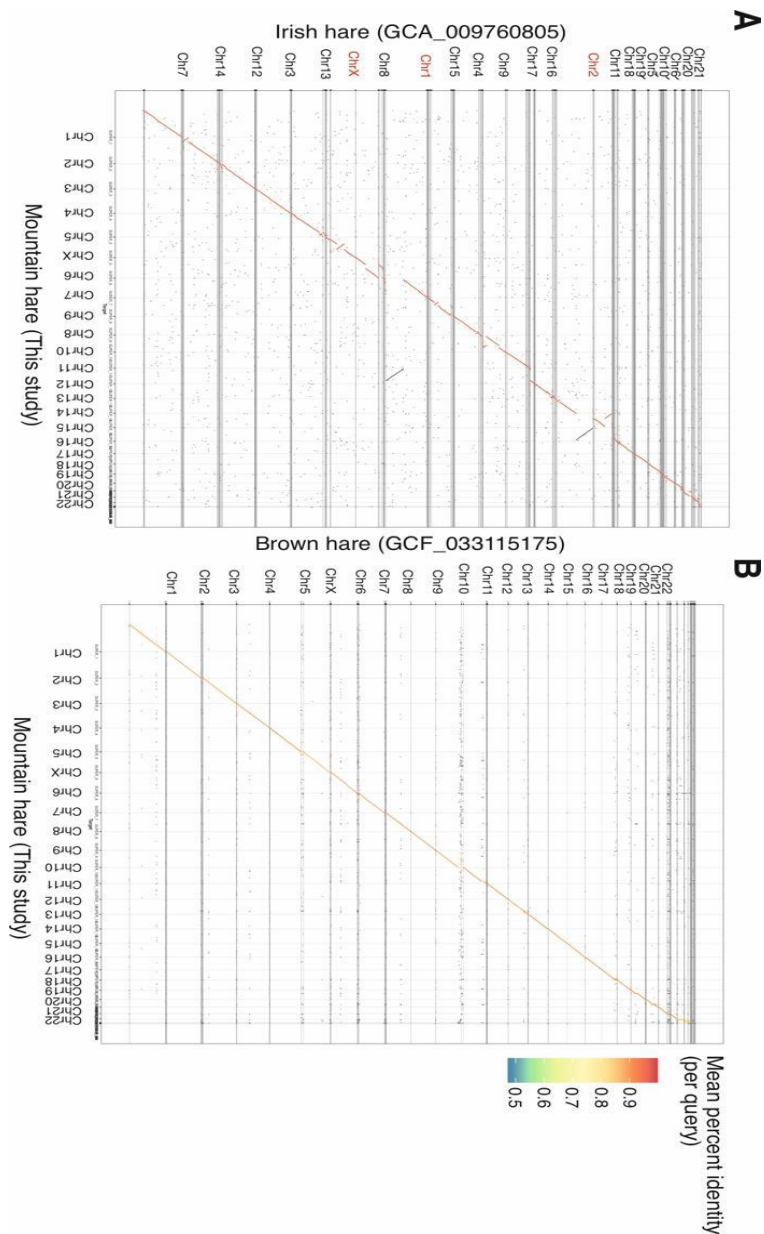 A
Irish hare (GCA_009760805)
Chr7
Chr14
Chr12
Chr3
Chr13
ChrX
Chr8
Chr1
Chr15
Chr4
Chr9
Chr17
Chr16
Chr2
Chr11
Chr18
Chr19
Chr5
Chr10
Chr6
Chr20
Chr21
Chr1
Chr2
Chr3
Chr4
Chr5
ChrX
Chr6
Chr7
Chr9
Chr8
Chr10
Chr11
Chr12
Chr13
Chr14
Chr15
Chr16
Chr17
Chr18
Chr19
Chr20
Chr21
Chr22
Target
Mountain hare (This study)
B
Brown hare (GCF_033115175)
Chr1
Chr2
Chr3
Chr4
Chr5
ChrX
Chr6
Chr7
Chr8
Chr9
Chr10
Chr11
Chr12
Chr13
Chr14
Chr15
Chr16
Chr17
Chr18
Chr19
Chr20
Chr21
Chr22
Chr1
Chr2
Chr3
Chr4
Chr5
ChrX
Chr6
Chr7
Chr8
Chr9
Chr10
Chr11
Chr12
Chr13
Chr14
Chr15
Chr16
Chr17
Chr18
Chr19
Chr20
Chr21
Chr22
Target
Mountain hare (This study)
Mean percent identity
(per query)
0.9
0.8
0.7
0.6
0.5